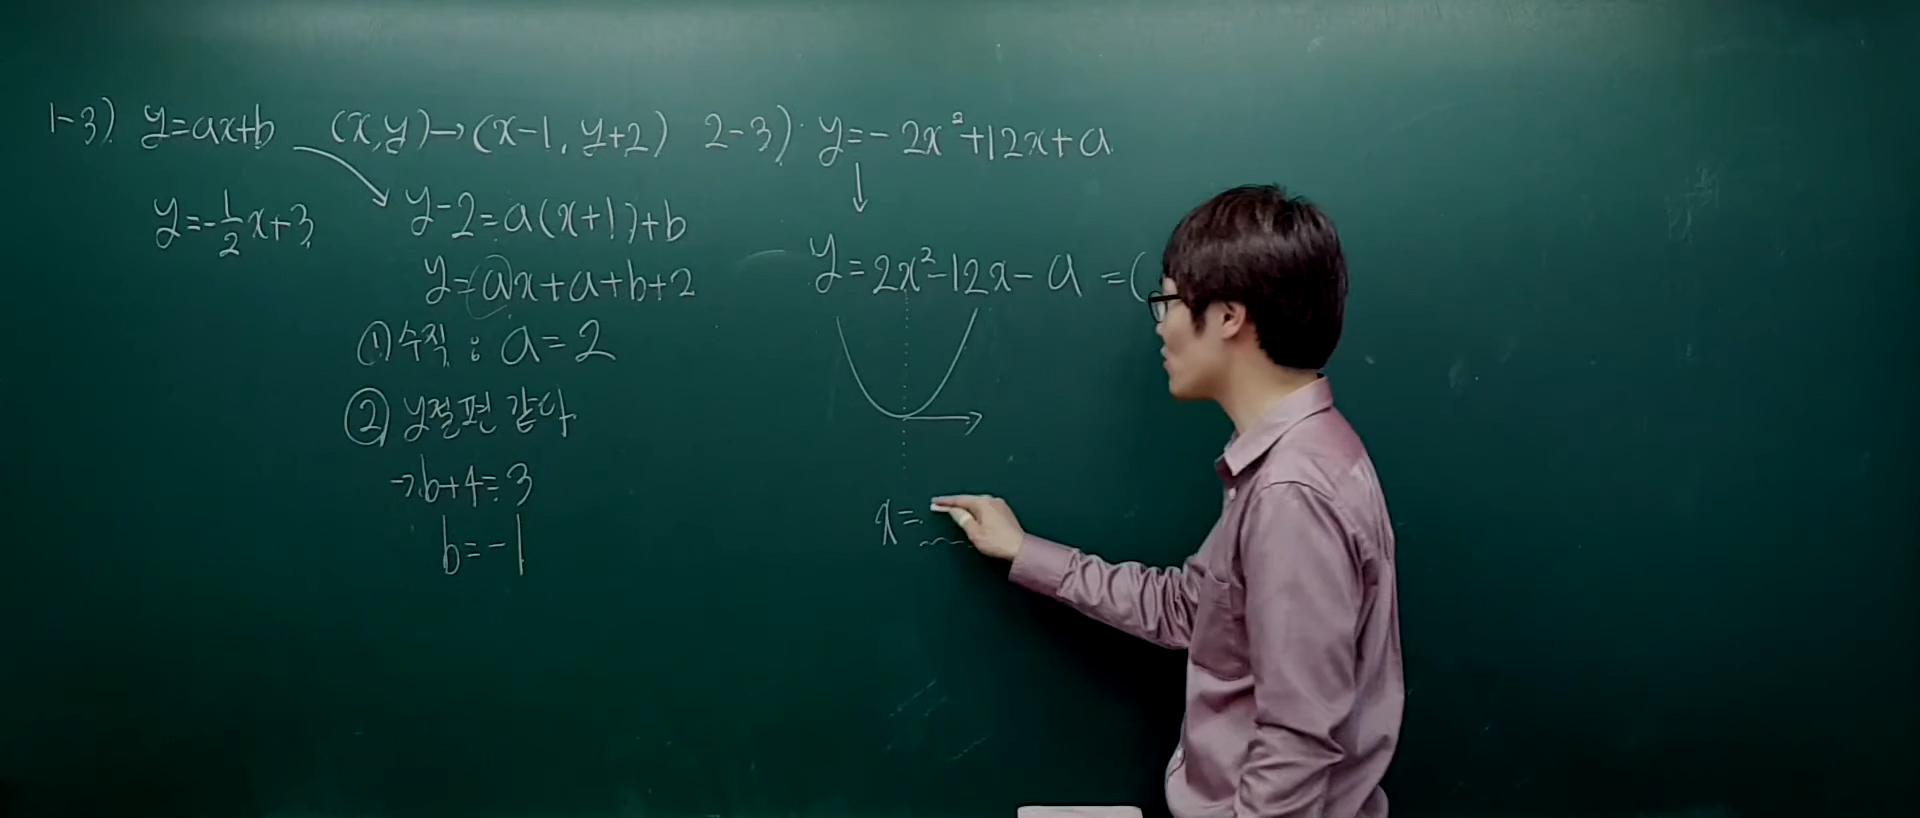 1-3) y=ax+b (x,y)→(x-1, y+2)
y=-1/2x+3
y-2=a(x+1)+b
y=ax+a+b+2
① 수직 : a=2
② y절편 같다.
→ b+4=3
b=-1
2-3) y=-2x²+12x+a
↓
y=2x²-12x-a =(
x=